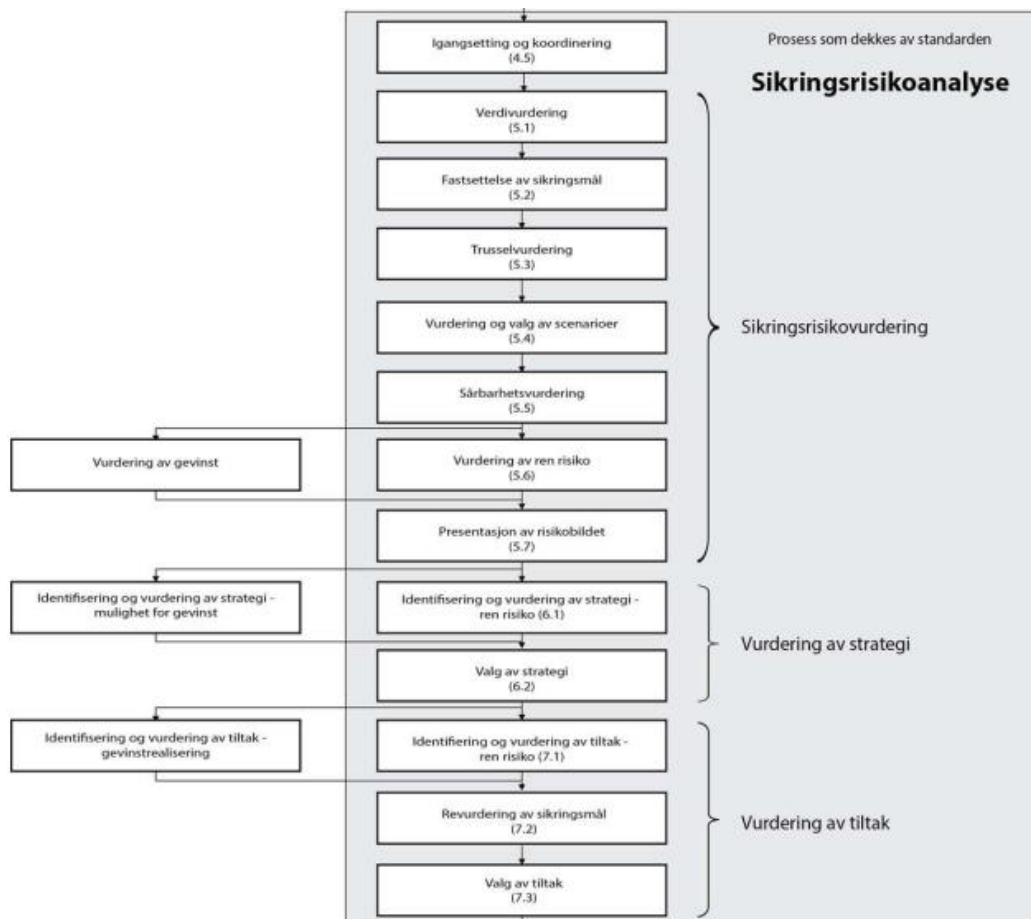 Prosess som dekkes av standarden
Sikringsrisikoanalyse
Igangsetting og koordinering
(4.5)
Verdivurdering
(5.1)
Fastsettelse av sikringsmål
(5.2)
Trusselvurdering
(5.3)
Vurdering og valg av scenarioer
(5.4)
Sårbarhetsvurdering
(5.5)
Sikringsrisikovurdering
Vurdering av gevinst
Vurdering av ren risiko
(5.6)
Presentasjon av risikobildet
(5.7)
Identifisering og vurdering av strategi -
mulighet for gevinst
Identifisering og vurdering av strategi -
ren risiko (6.1)
Valg av strategi
(6.2)
Vurdering av strategi
Identifisering og vurdering av tiltak -
gevinstrealisering
Identifiering og vurdering av tiltak -
ren risiko (7.1)
Revurdering av sikringsmål
(7.2)
Valg av tiltak
(7.3)
Vurdering av tiltak